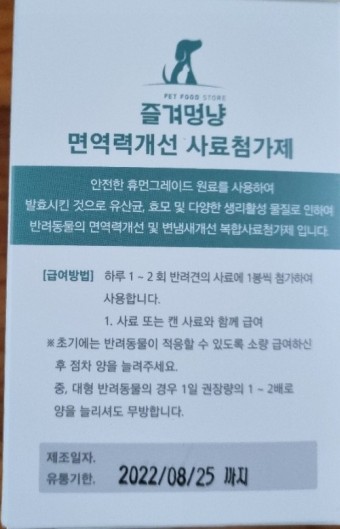 PET FOOD STORE
즐겨멍냥
면역력개선 사료첨가제
안전한 휴먼그레이드 원료를 사용하여
발효시킨 것으로 유산균, 효모 및 다양한 생리활성 물질로 인하여
반려동물의 면역력개선 및 변냄새개선 복합사료첨가제 입니다.
[급여방법] 하루 1 ~ 2 회 반려견의 사료에 1봉씩 첨가하여
사용합니다.
1. 사료 또는 캔 사료와 함께 급여
※초기에는 반려동물이 적응할 수 있도록 소량 급여하신
후 점차 양을 늘려주세요.
중, 대형 반려동물의 경우 1일 권장량의 1 ~ 2배로
양을 늘리셔도 무방합니다.
제조일자.
유통기한. 2022/08/25 까지